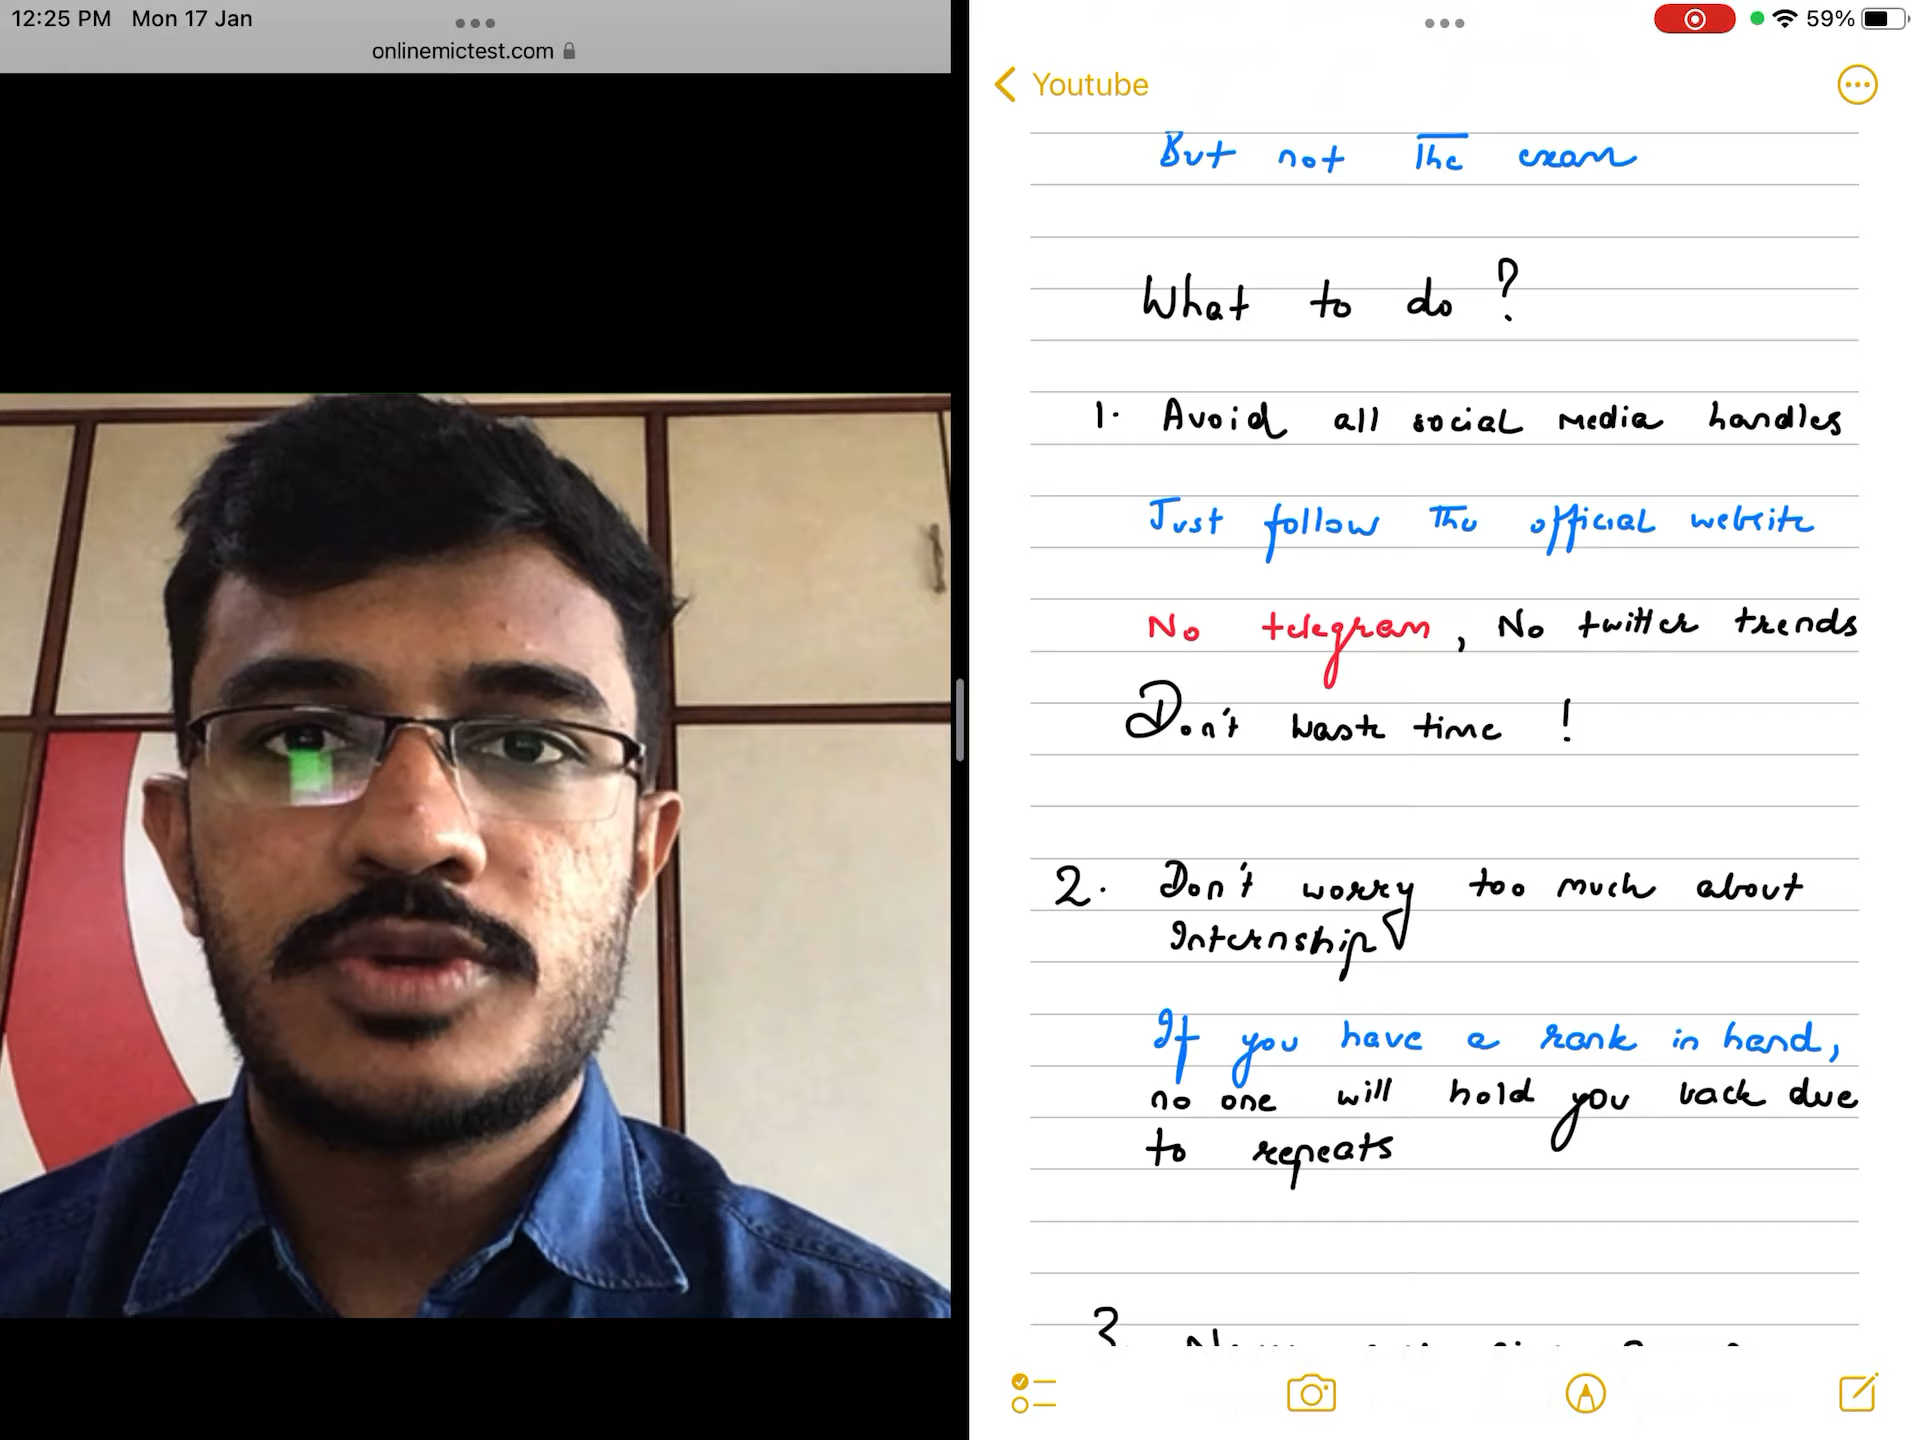 12:25 PM Mon 17 Jan
onlinemictest.com
59%
Youtube
But not The exam
What to do ?
1. Avoid all social media handles
Just follow the official website
No telegram, No twitter trends
Don't waste time !
2. Don't worry too much about
Internship
If you have a rank in hand,
no one will hold you back due
to repeats
3.